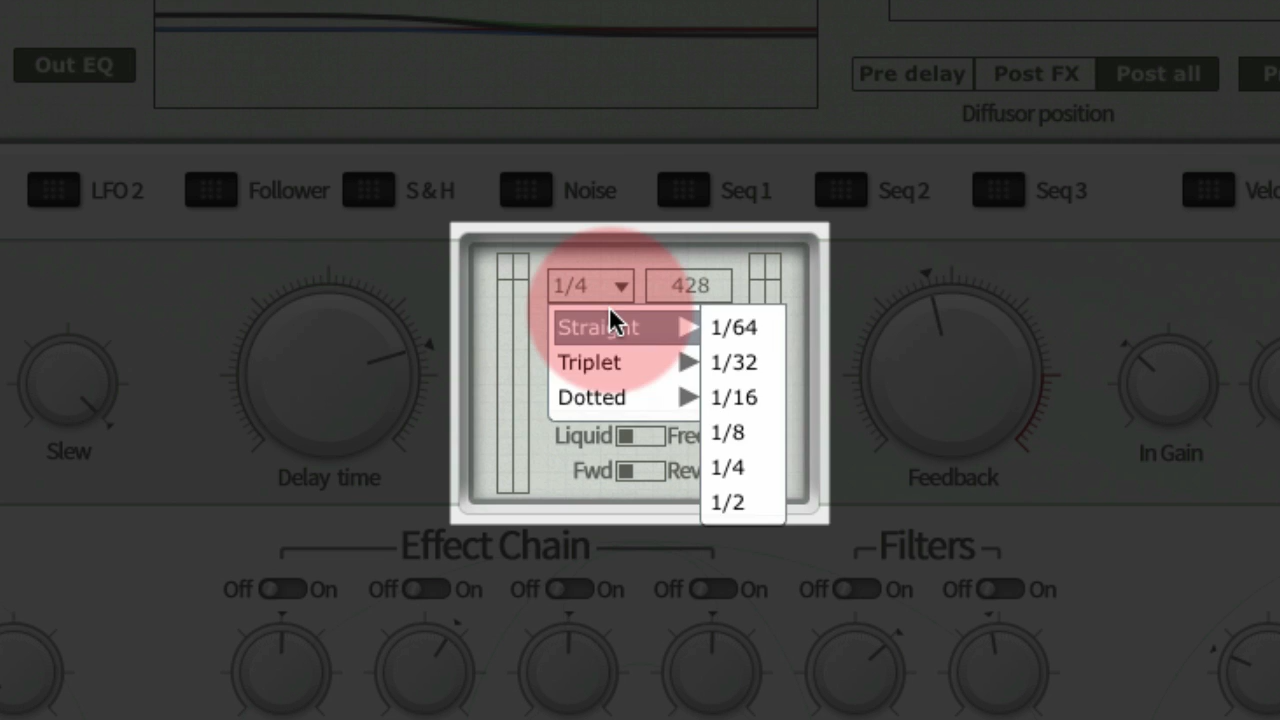 Out EQ
Pre delay Post FX Post all P
Diffusor position
LFO 2 Follower S & H Noise Seq 1 Seq 2 Seq 3 Velo
1/4 428
Straight 1/64
Triplet 1/32
Dotted 1/16
Liquid Free 1/8
Fwd Rev 1/4
1/2
Slew Delay time Feedback In Gain
Effect Chain Filters
Off On Off On Off On Off On Off On Off On